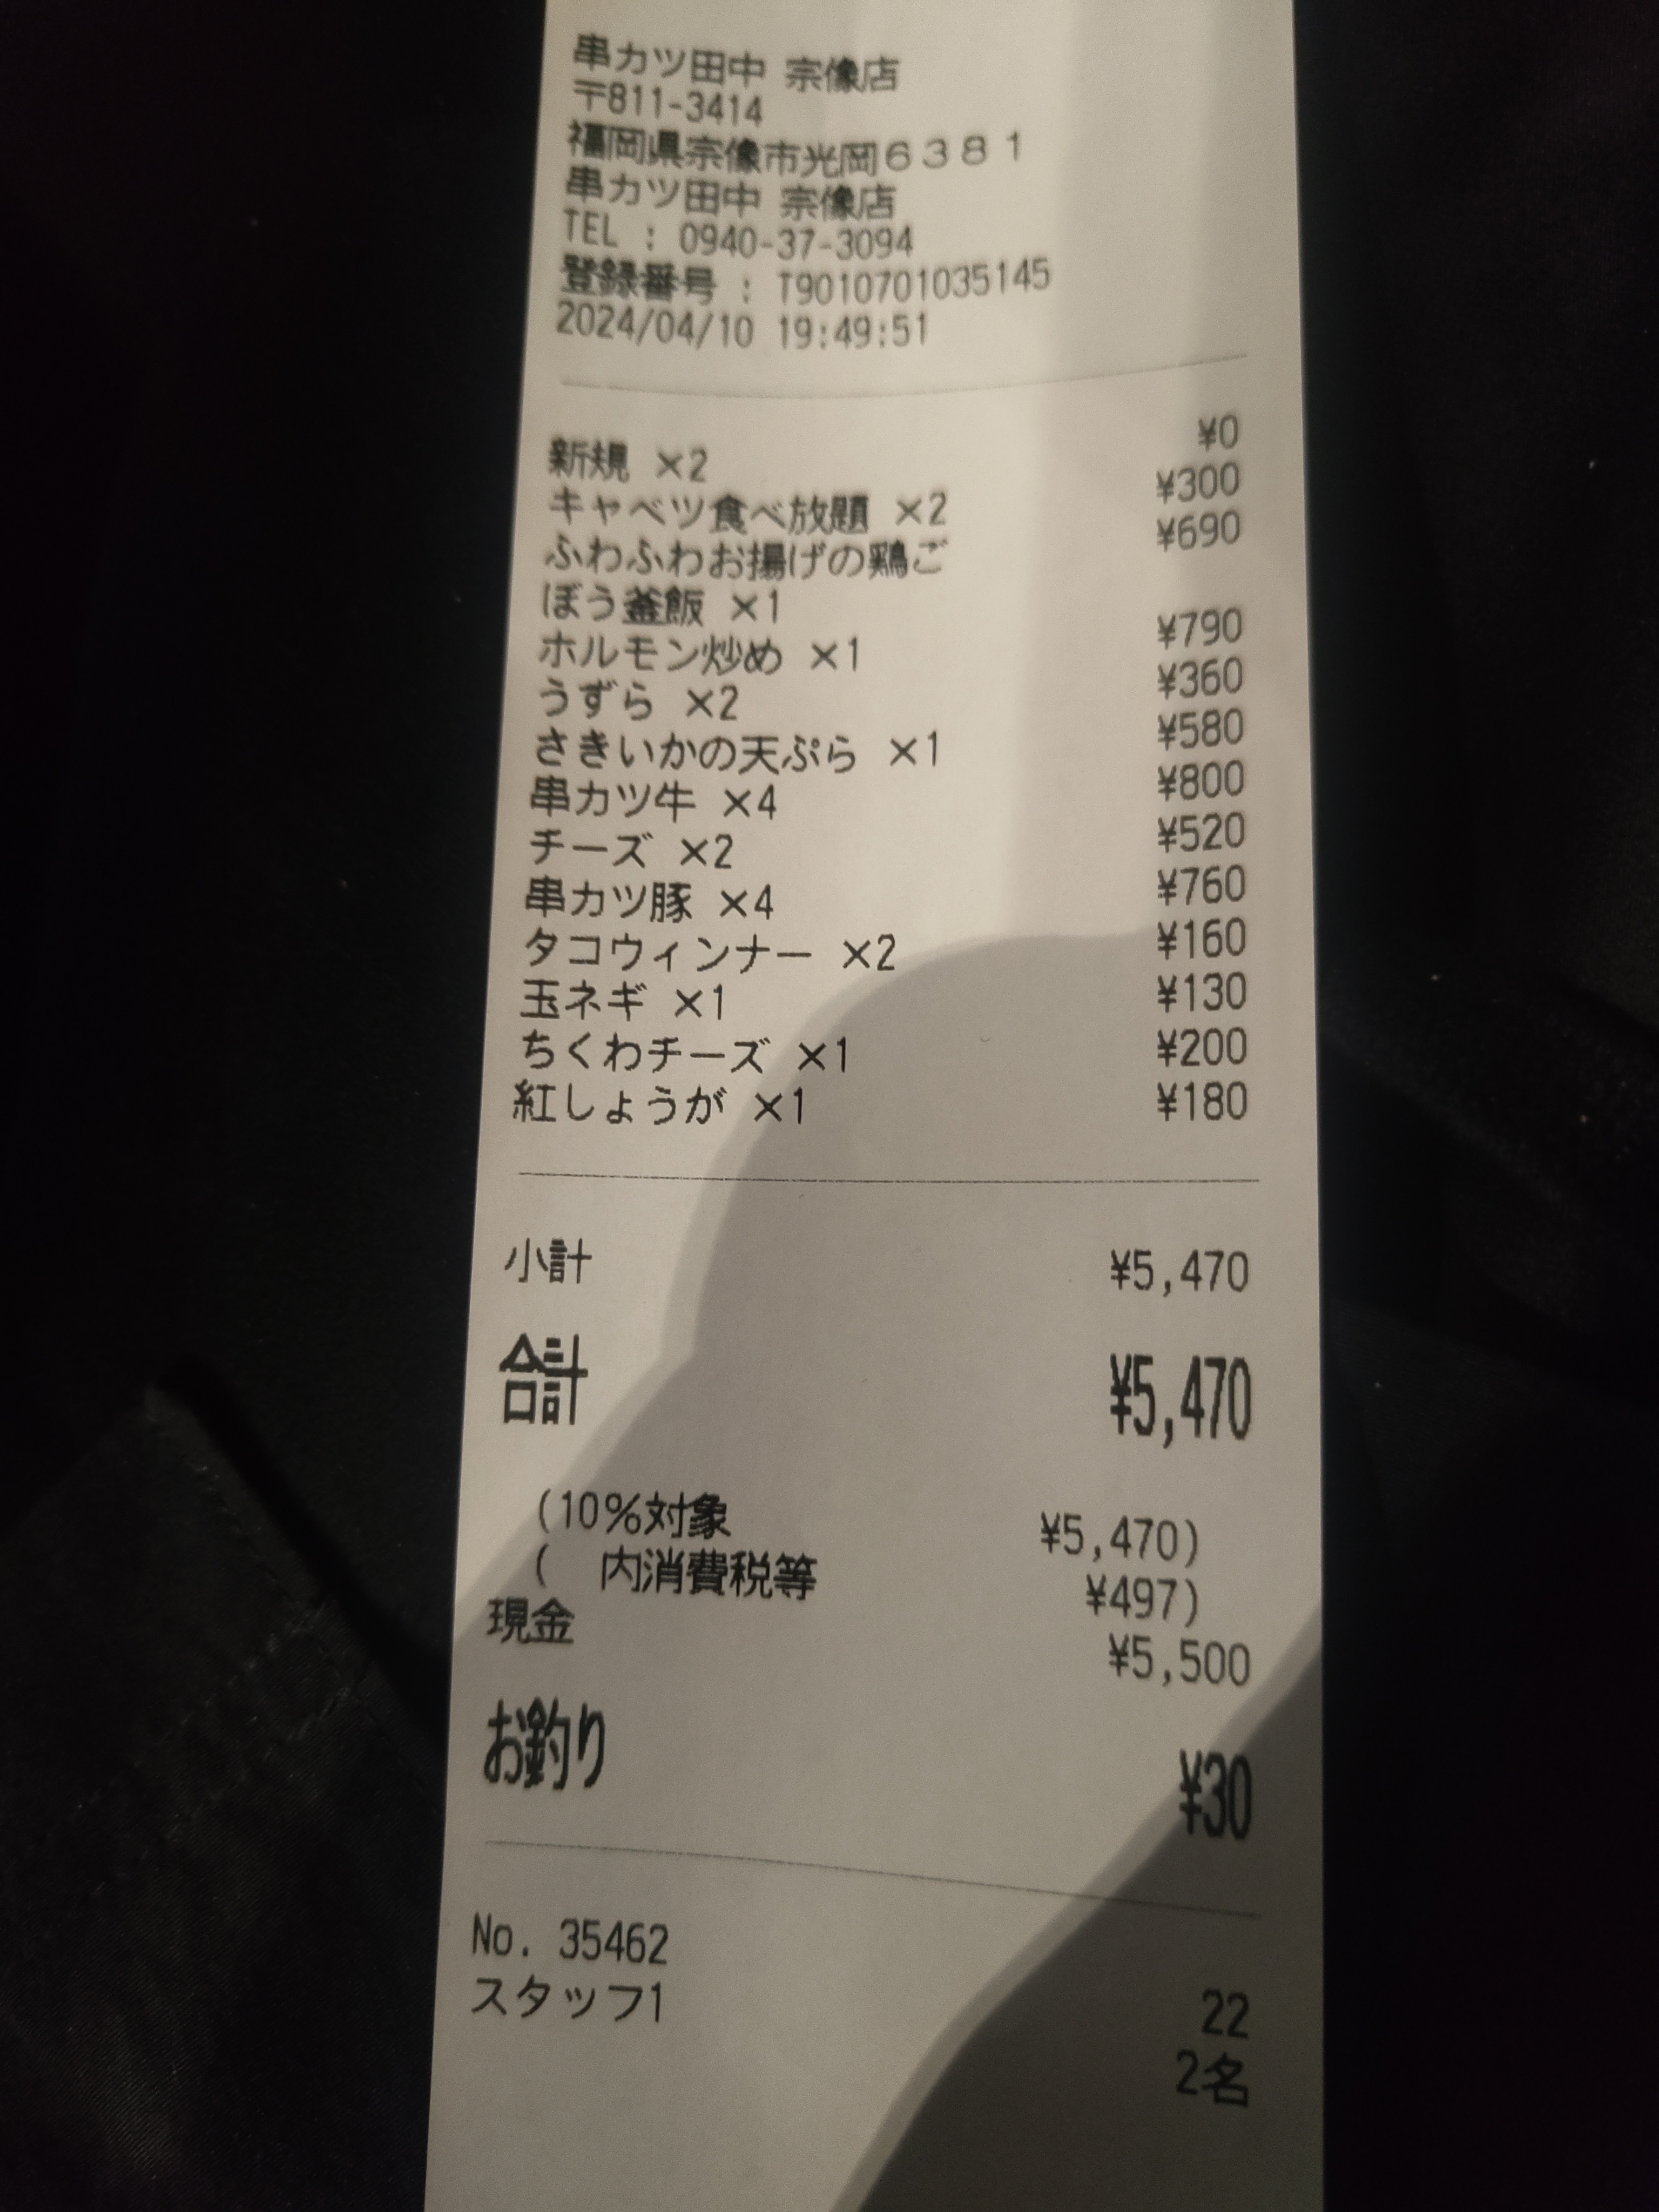 串カツ田中 宗像店
〒811-3414
福岡県宗像市光岡6381
串カツ田中 宗像店
TEL : 0940-37-3094
登録番号 : T9010701035145
2024/04/10 19:49:51
新規 ×2 ¥0
キャベツ食べ放題 ×2 ¥300
ふわふわお揚げの鶏ご ¥690
ぼう釜飯 ×1
ホルモン炒め ×1 ¥790
うずら ×2 ¥360
さきいかの天ぷら ×1 ¥580
串カツ牛 ×4 ¥800
チーズ ×2 ¥520
串カツ豚 ×4 ¥760
タコウィンナー ×2 ¥160
玉ネギ ×1 ¥130
ちくわチーズ ×1 ¥200
紅しょうが ×1 ¥180
小計 ¥5,470
合計 ¥5,470
(10%対象 ¥5,470)
( 内消費税等 ¥497)
現金 ¥5,500
お釣り ¥30
No. 35462
スタッフ1 22
2名